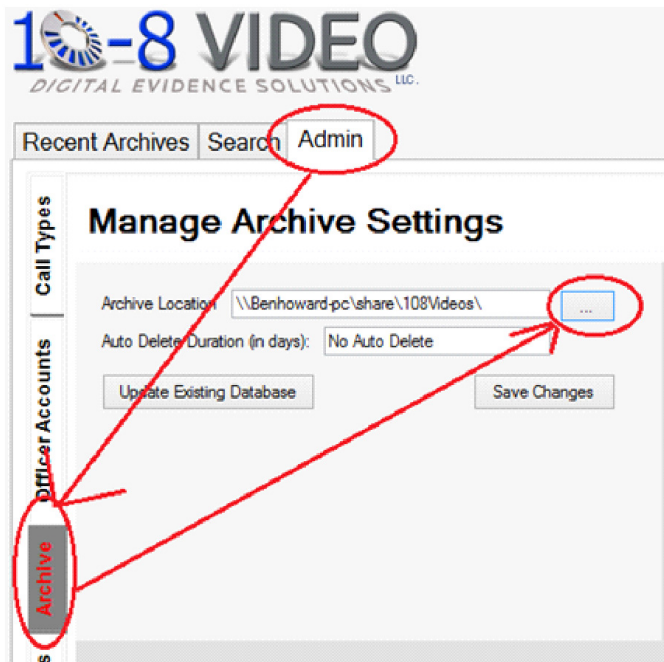 10-8 VIDEO
DIGITAL EVIDENCE SOLUTIONS LLC.
Recent Archives Search Admin
Call Types
Manage Archive Settings
Archive Location \\Benhoward-pc\share\108Videos\ ...
Auto Delete Duration (in days): No Auto Delete
Officer Accounts
Update Existing Database Save Changes
Archive